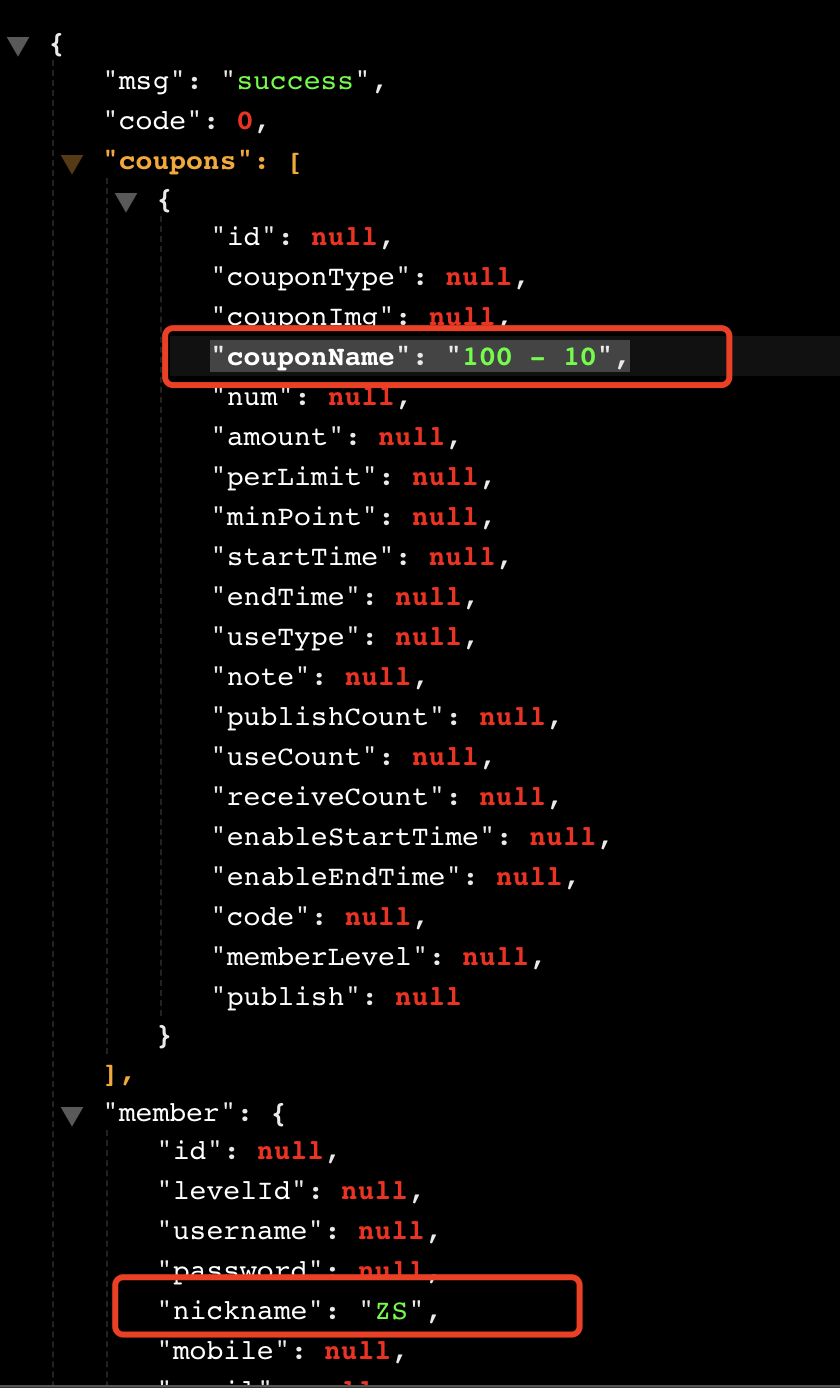 {
"msg": "success",
"code": 0,
"coupons": [
{
"id": null,
"couponType": null,
"couponImg": null,
"couponName": "100 - 10",
"num": null,
"amount": null,
"perLimit": null,
"minPoint": null,
"startTime": null,
"endTime": null,
"useType": null,
"note": null,
"publishCount": null,
"useCount": null,
"receiveCount": null,
"enableStartTime": null,
"enableEndTime": null,
"code": null,
"memberLevel": null,
"publish": null
}
],
"member": {
"id": null,
"levelId": null,
"username": null,
"password": null,
"nickname": "ZS",
"mobile": null,